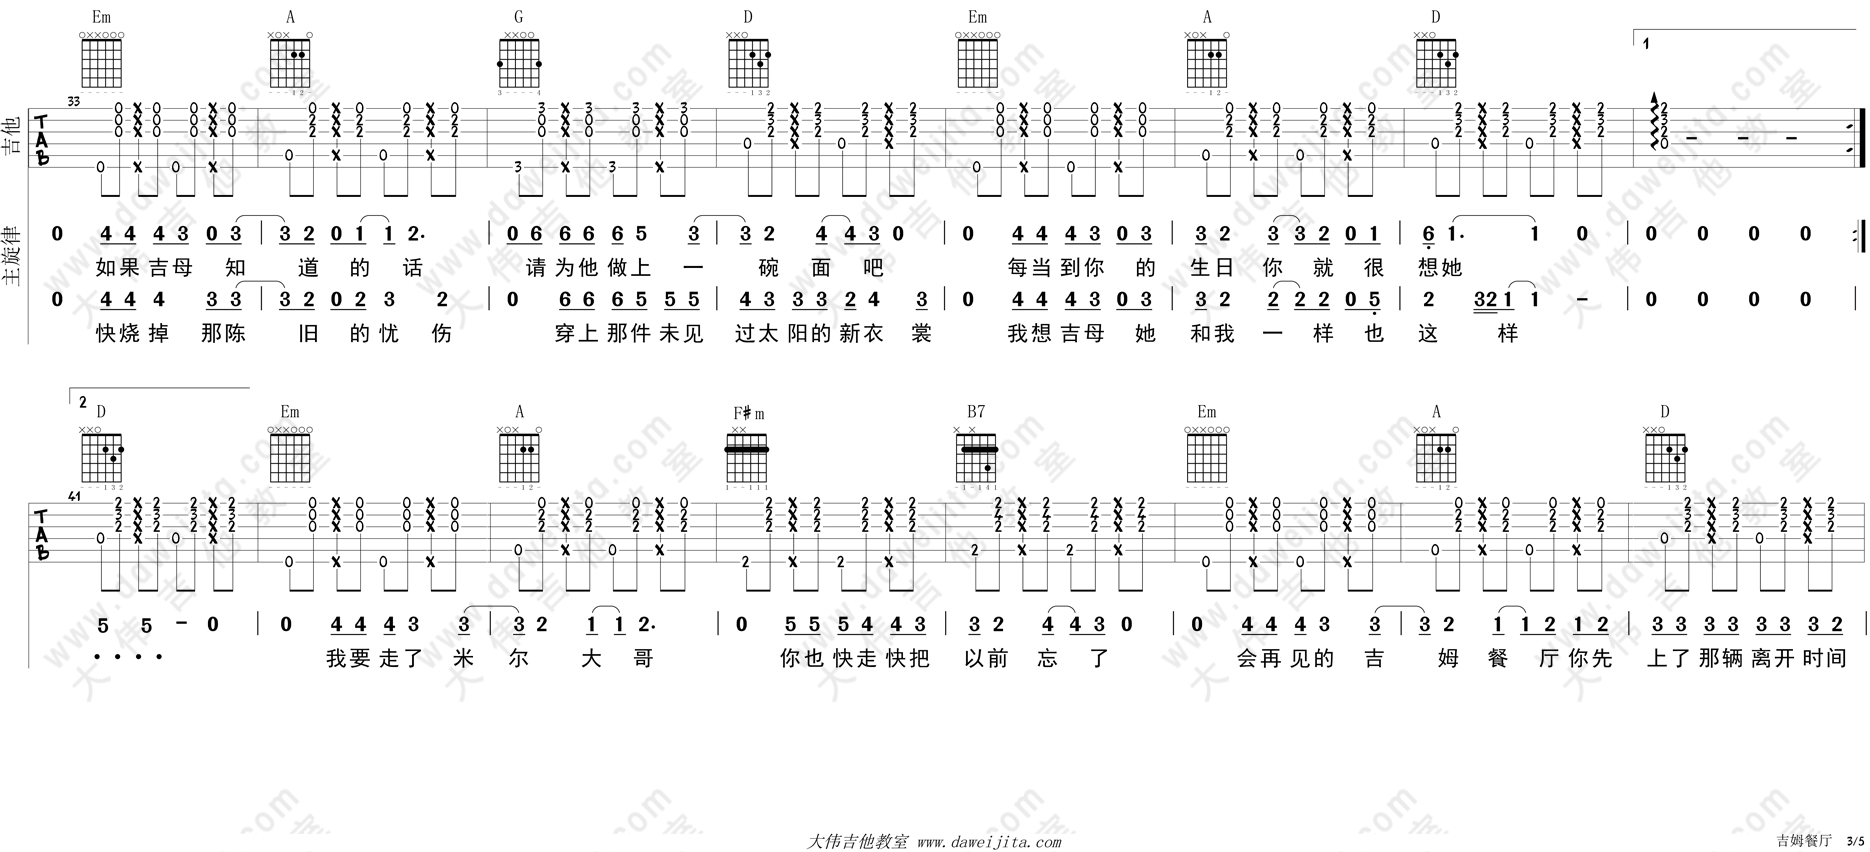 Em A G D Em A D 1
33
吉他
TAB
主旋律
0 4 4 4 3 0 3 | 3 2 0 1 1 2. | 0 6 6 6 6 5 3 | 3 2 4 4 3 0 | 0 4 4 4 3 0 3 | 3 2 3 3 2 0 1 | 6 1. 1 0 | 0 0 0 0
如果吉母 知 道 的 话 请为他做上 一 碗 面 吧 每当到你 的 生日 你 就 很 想她
0 4 4 4 3 3 | 3 2 0 2 3 2 | 0 6 6 6 5 5 5 | 4 3 3 3 2 4 3 | 0 4 4 4 3 0 3 | 3 2 2 2 2 0 5 | 2 3 2 1 1 - | 0 0 0 0
快烧掉 那陈 旧 的忧 伤 穿上那件未见 过太阳的新衣 裳 我想吉母 她 和我 一 样 也 这 样
2
D Em A F#m B7 Em A D
41
TAB
5 5 - 0 | 0 4 4 4 3 3 | 3 2 1 1 2. | 0 5 5 5 4 4 3 | 3 2 4 4 3 0 | 0 4 4 4 3 3 | 3 2 1 1 2 1 2 | 3 3 3 3 3 3 3 2
• • • • 我要走了 米 尔 大 哥 你也快走快把 以前 忘 了 会再见的 吉 姆 餐 厅你先 上了那辆离开时间
大伟吉他教室 www.daweijita.com
吉姆餐厅 3/5